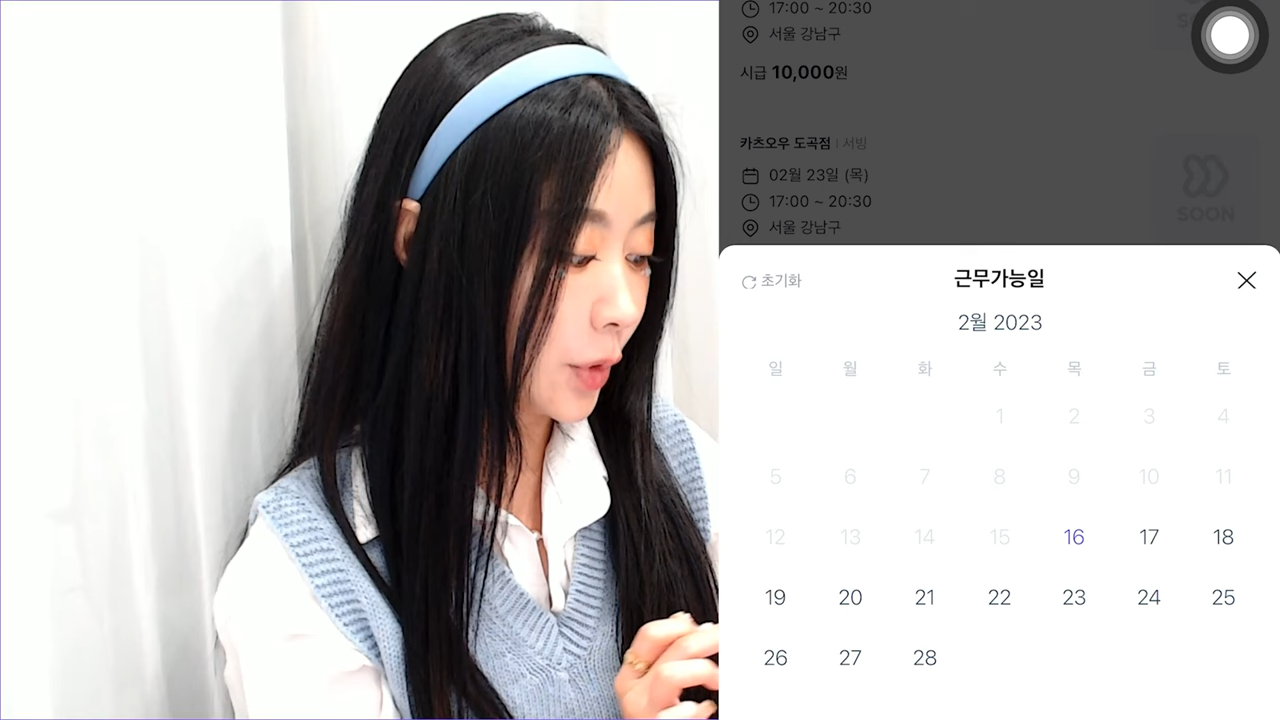 17:00 ~ 20:30
서울 강남구
시급 10,000원
카츠오우 도곡점 | 서빙
02월 23일 (목)
17:00 ~ 20:30
서울 강남구
SOON
초기화
근무가능일
2월 2023
일 월 화 수 목 금 토
1 2 3 4
5 6 7 8 9 10 11
12 13 14 15 16 17 18
19 20 21 22 23 24 25
26 27 28